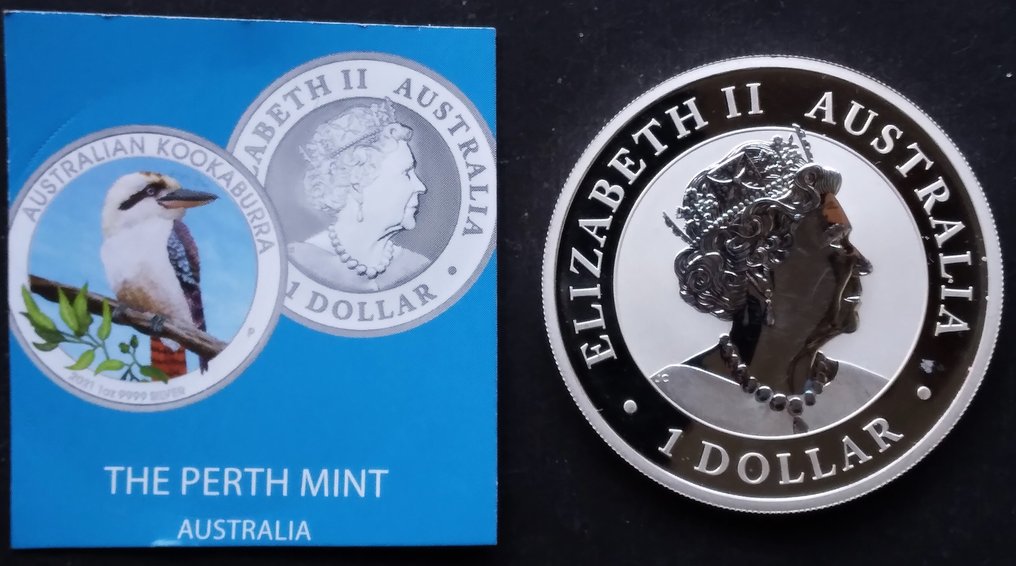 AUSTRALIAN KOOKABURRA
P
2021 1oz 9999 SILVER
ELIZABETH II AUSTRALIA
1 DOLLAR
THE PERTH MINT
AUSTRALIA
ELIZABETH II AUSTRALIA
JC
1 DOLLAR